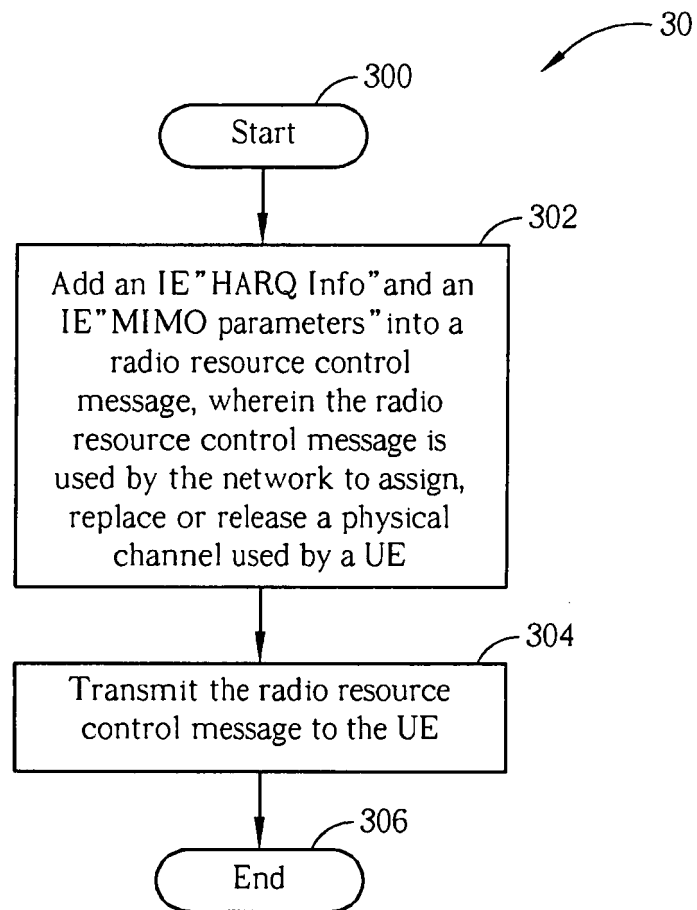 30
300
Start
302
Add an IE"HARQ Info"and an
IE"MIMO parameters"into a
radio resource control
message, wherein the radio
resource control message is
used by the network to assign,
replace or release a physical
channel used by a UE
304
Transmit the radio resource
control message to the UE
306
End